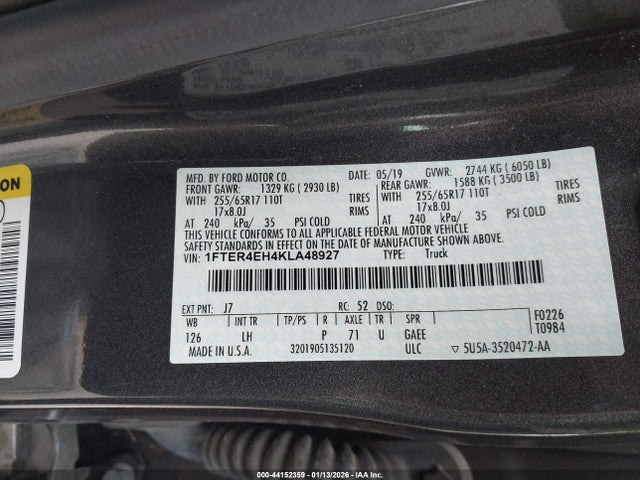 ON
MFD. BY FORD MOTOR CO. 05/19 GVWR: 2744 KG ( 6050 LB)
FRONT GAWR: 1329 KG ( 2930 LB) REAR GAWR: 1588 KG ( 3500 LB)
WITH 255/65R17 110T TIRES WITH 255/65R17 110T TIRES
17x8.0J RIMS 17x8.0J RIMS
AT 240 kPa/ 35 PSI COLD AT 240 kPa/ 35 PSI COLD
THIS VEHICLE CONFORMS TO ALL APPLICABLE FEDERAL MOTOR VEHICLE
SAFETY STANDARDS IN EFFECT ON THE DATE OF MANUFACTURE SHOWN ABOVE.
VIN: 1FTER4EH4KLA48927 TYPE: Truck
EXT PNT: J7 RC: 52 DSO: F0226
WB INT TR TP/PS R AXLE TR SPR T0984
126 LH P 71 U GAEE
MADE IN U.S.A. 3201905135120 ULC ▽ 5U5A-3520472-AA
000-44152359 | 01/13/2026 - IAA, Inc.